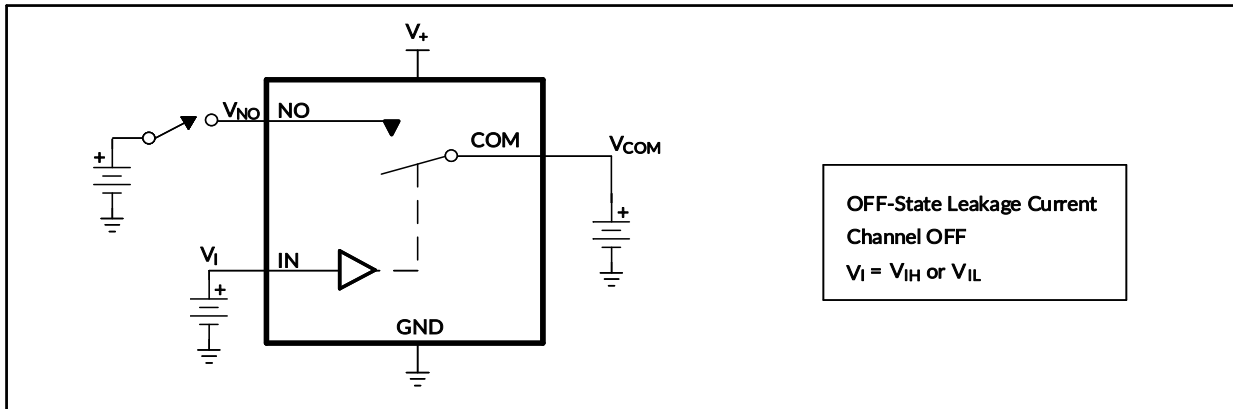 V+
VNO NO
+
COM
VCOM
+
VI
IN
+
GND
OFF-State Leakage Current
Channel OFF
VI = VIH or VIL